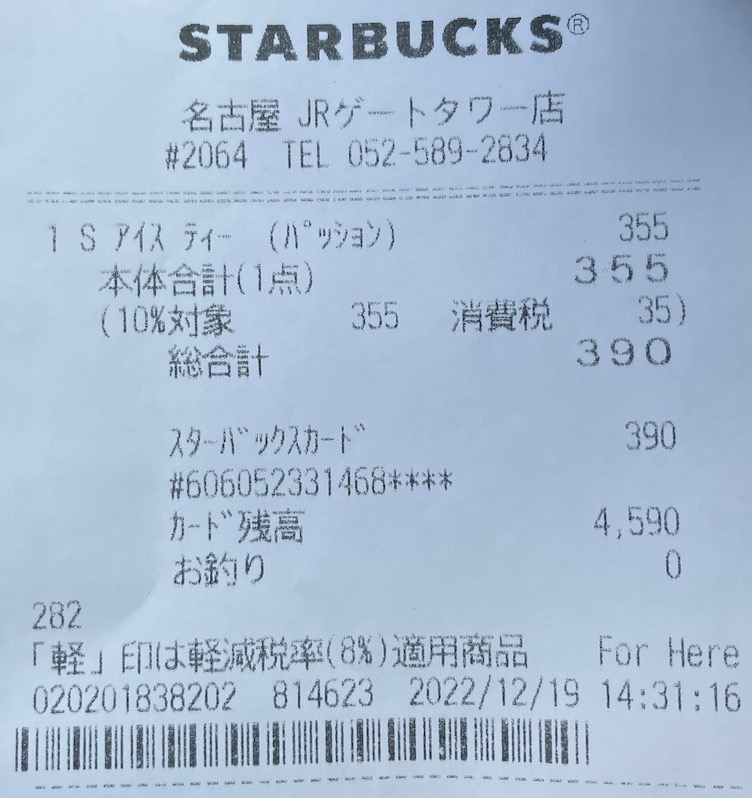 STARBUCKS®
名古屋 JRゲートタワー店
#2064 TEL 052-589-2834
1 S ｱｲｽ ﾃｨｰ (ﾊﾟｯｼｮﾝ) 355
本体合計(1点) 355
(10%対象 355 消費税 35)
総合計 390
ｽﾀｰﾊﾞｯｸｽｶｰﾄﾞ 390
#606052331468****
ｶｰﾄﾞ残高 4,590
お釣り 0
282
「軽」印は軽減税率(8%)適用商品 For Here
020201838202 814623 2022/12/19 14:31:16